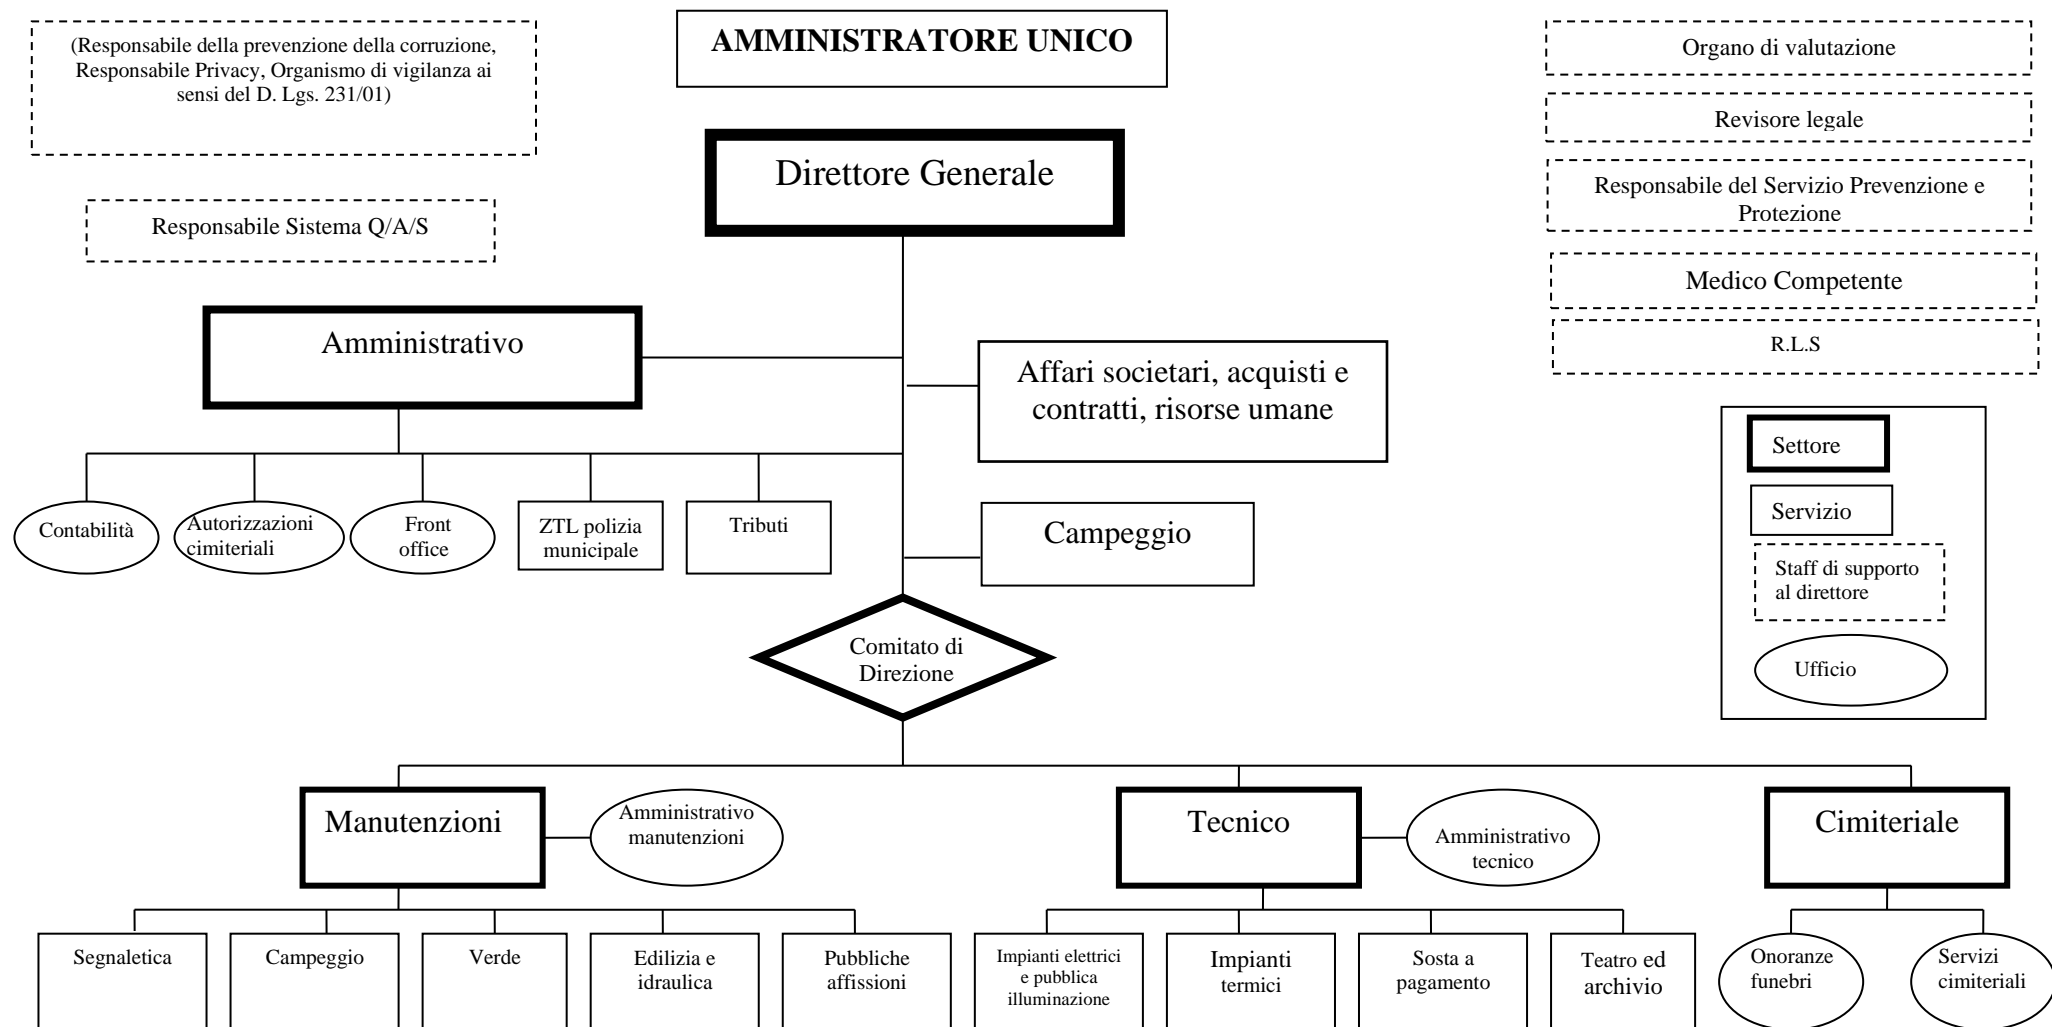 (Responsabile della prevenzione della corruzione,
Responsabile Privacy, Organismo di vigilanza ai
sensi del D. Lgs. 231/01)
AMMINISTRATORE UNICO
Organo di valutazione
Revisore legale
Direttore Generale
Responsabile del Servizio Prevenzione e
Protezione
Responsabile Sistema Q/A/S
Medico Competente
R.L.S
Amministrativo
Affari societari, acquisti e
contratti, risorse umane
Settore
Servizio
Staff di supporto
al direttore
Ufficio
Contabilità
Autorizzazioni
cimiteriali
Front
office
ZTL polizia
municipale
Tributi
Campeggio
Comitato di
Direzione
Manutenzioni
Amministrativo
manutenzioni
Tecnico
Amministrativo
tecnico
Cimiteriale
Segnaletica
Campeggio
Verde
Edilizia e
idraulica
Pubbliche
affissioni
Impianti elettrici
e pubblica
illuminazione
Impianti
termici
Sosta a
pagamento
Teatro ed
archivio
Onoranze
funebri
Servizi
cimiteriali